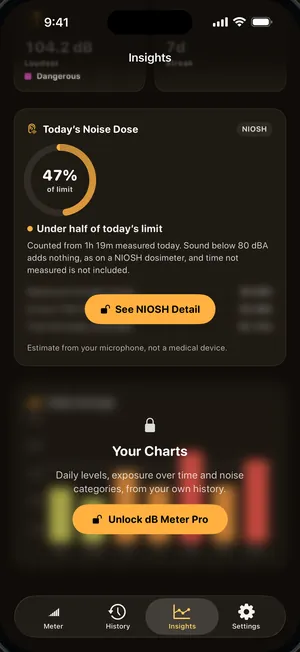 9:41
104.2 dB
7d
Insights
Loudest
Streak
Dangerous
Today's Noise Dose
NIOSH
47%
of limit
Under half of today's limit
Counted from 1h 19m measured today. Sound below 80 dBA
adds nothing, as on a NIOSH dosimeter, and time not
measured is not included.
See NIOSH Detail
Estimate from your microphone, not a medical device.
Your Charts
Daily levels, exposure over time and noise
categories, from your own history.
Unlock dB Meter Pro
Meter
History
Insights
Settings